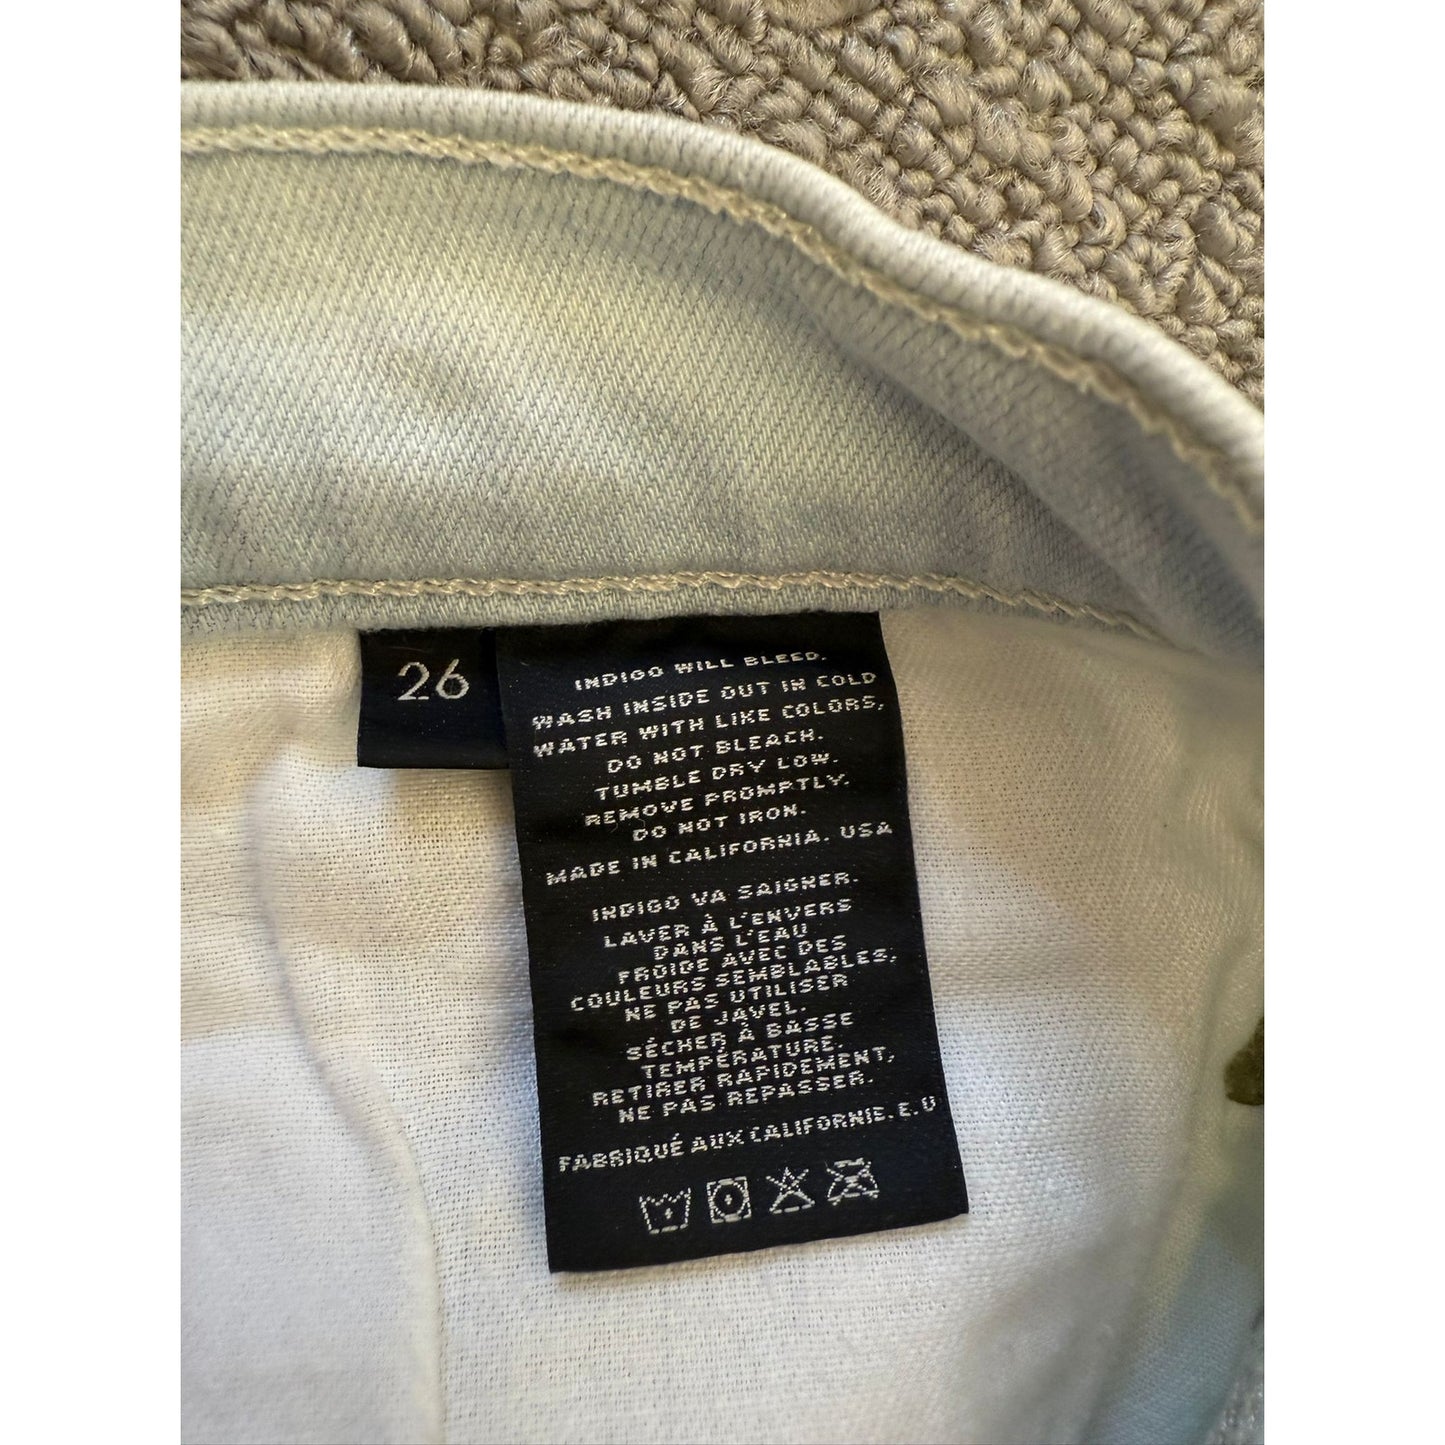 26
INDIGO WILL BLEED.
WASH INSIDE OUT IN COLD
WATER WITH LIKE COLORS,
DO NOT BLEACH.
TUMBLE DRY LOW.
REMOVE PROMPTLY.
DO NOT IRON.
MADE IN CALIFORNIA. USA
INDIGO VA SAIGNER.
LAVER À L'ENVERS
DANS L'EAU
FROIDE AVEC DES
COULEURS SEMBLABLES,
NE PAS UTILISER
DE JAVEL.
SÉCHER À BASSE
TEMPÉRATURE.
RETIRER RAPIDEMENT,
NE PAS REPASSER.
FABRIQUÉ AUX CALIFORNIE. E.U